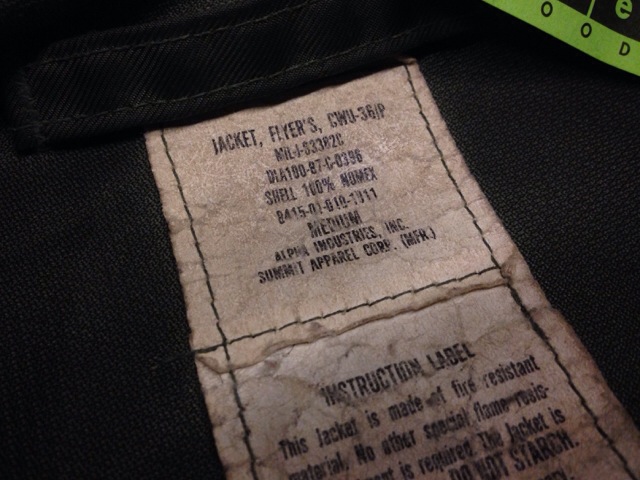 e
OOD
JACKET, FLYER'S, CWU-36/P
MIL-J-83382C
DLA100-87-C-0396
SHELL 100% NOMEX
8415-01-010-1911
MEDIUM
ALPHA INDUSTRIES, INC.
SUMMIT APPAREL CORP. (MFR.)
INSTRUCTION LABEL
This Jacket is made of fire resistant
material. No other special flame resis-
is required The Jacket is
DO NOT STARCH.